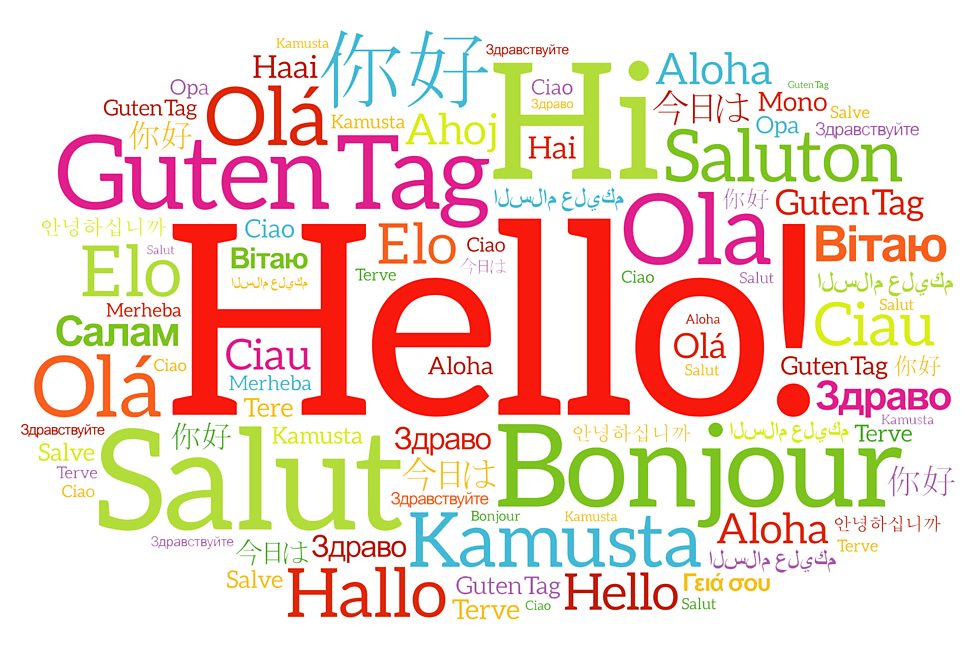 Kamusta
你好
Здравствуйте
Haai
Hi
Aloha
Opa
Ciao
Guten Tag
Guten Tag
Olá
Kamusta
Здраво
今日は
Mono
Salve
你好
Ahoj
Hai
Opa
Здравствуйте
Guten Tag
Saluton
السلام عليكم
Ola
你好
Guten Tag
안녕하십니까
Ciao
Elo
Ciao
Вітаю
Elo
Salut
Вітаю
Terve
今日は
Ciao
Salut
السلام عليكم
السلام عليكم
Merheba
Hello!
Salut
Салам
Ciau
Aloha
Ciau
Olá
Olá
Ciao
Merheba
Aloha
Salut
Guten Tag
你好
Tere
Здраво
Здравствуйте
Salut
你好
Kamusta
Здраво
Bonjour
안녕하십니까
السلام عليكم
Kamusta
Terve
Salve
Terve
今日は
你好
Ciao
Здравствуйте
Kamusta
Bonjour
Kamusta
Aloha
안녕하십니까
Здравствуйте
今日は
Здраво
السلام عليكم
Terve
Salve
Hallo
Guten Tag
Hello
Γειά σου
Terve
Ciao
Salut